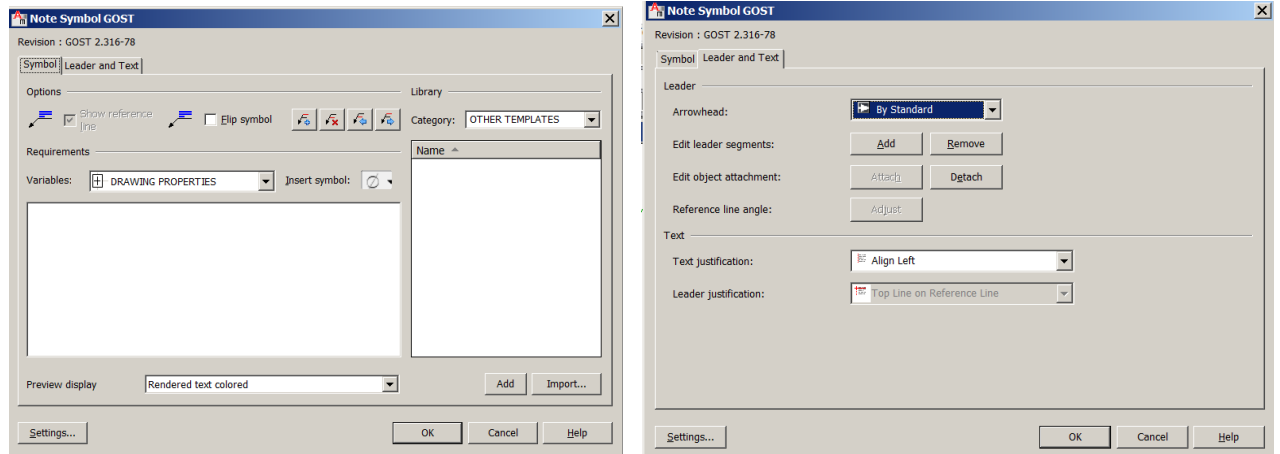 Note Symbol GOST
Revision : GOST 2.316-78
Symbol Leader and Text
Options
Library
Show reference
line
Flip symbol
Category: OTHER TEMPLATES
Requirements
Name
Variables: DRAWING PROPERTIES Insert symbol:
Preview display Rendered text colored
Add Import...
Settings... OK Cancel Help
Note Symbol GOST
Revision : GOST 2.316-78
Symbol Leader and Text
Leader
Arrowhead: By Standard
Edit leader segments: Add Remove
Edit object attachment: Attach Detach
Reference line angle: Adjust
Text
Text justification: Align Left
Leader justification: Top Line on Reference Line
Settings... OK Cancel Help